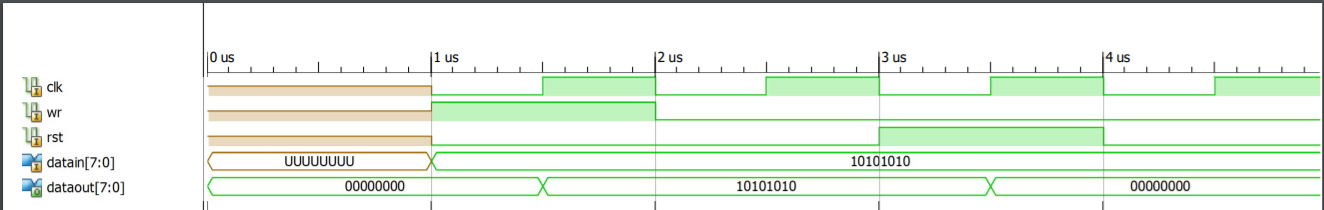 0 us 1 us 2 us 3 us 4 us
clk
wr
rst
datain[7:0] UUUUUUUU 10101010
dataout[7:0] 00000000 10101010 00000000